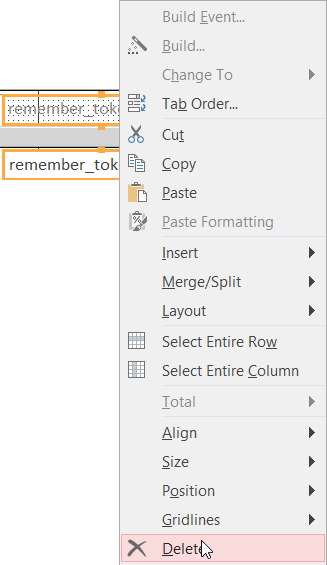 Build Event...
Build...
Change To
Tab Order...
remember_tok
Cut
remember_tok
Copy
Paste
Paste Formatting
Insert
Merge/Split
Layout
Select Entire Row
Select Entire Column
Total
Align
Size
Position
Gridlines
Delete